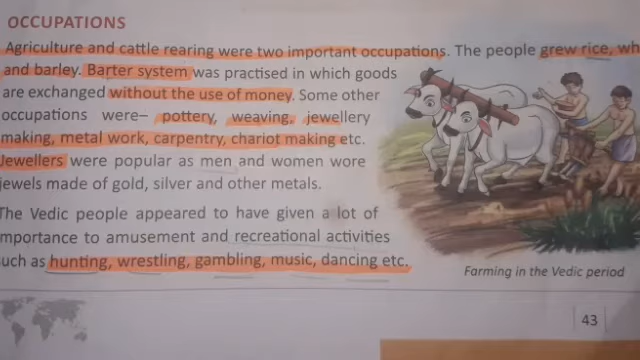 OCCUPATIONS
Agriculture and cattle rearing were two important occupations. The people grew rice,
and barley. Barter system was practised in which goods
are exchanged without the use of money. Some other
occupations were– pottery, weaving, jewellery
making, metal work, carpentry, chariot making etc.
Jewellers were popular as men and women wore
jewels made of gold, silver and other metals.
The Vedic people appeared to have given a lot of
mportance to amusement and recreational activities
such as hunting, wrestling, gambling, music, dancing etc.
Farming in the Vedic period
43